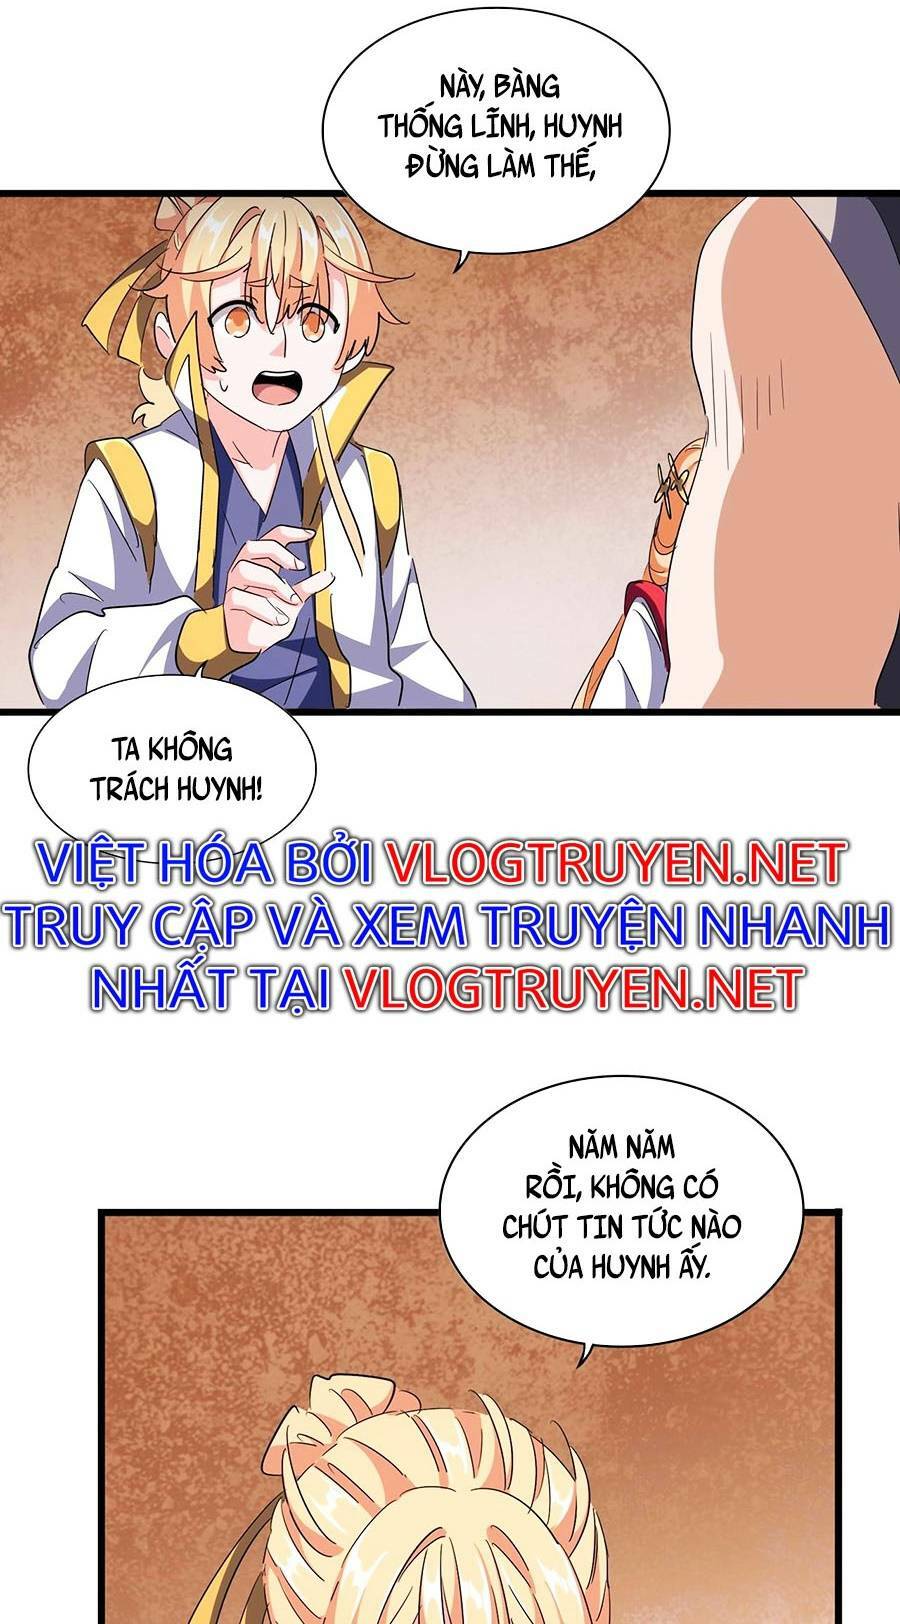 NÀY, BÀNG
THỐNG LĨNH, HUYNH
ĐỪNG LÀM THẾ,
TA KHÔNG
TRÁCH HUYNH!
VIỆT HÓA BỞI VLOGTRUYEN.NET
TRUY CẬP VÀ XEM TRUYỆN NHANH
NHẤT TẠI VLOGTRUYEN.NET
NĂM NĂM
RỒI, KHÔNG CÓ
CHÚT TIN TỨC NÀO
CỦA HUYNH ẤY.